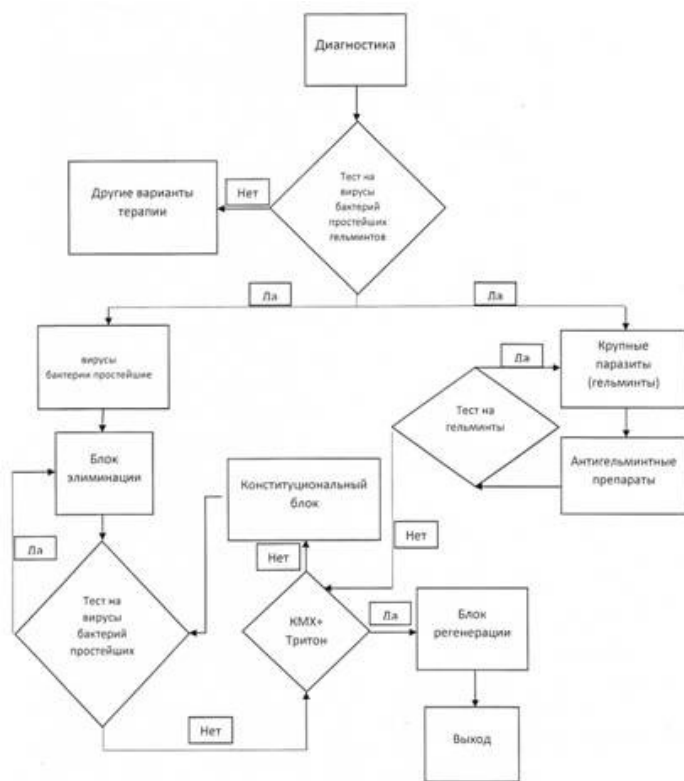 Диагностика
Тест на
вирусы
бактерий
простейших
гельминтов
Нет
Другие варианты
терапии
Да
Да
вирусы
бактерии простейшие
Крупные
паразиты
(гельминты)
Да
Тест на
гельминты
Блок
элиминации
Конституциональный
блок
Антигельминтные
препараты
Да
Нет
Нет
Тест на
вирусы
бактерий
простейших
КМХ+
Тритон
Да
Блок
регенерации
Нет
Выход